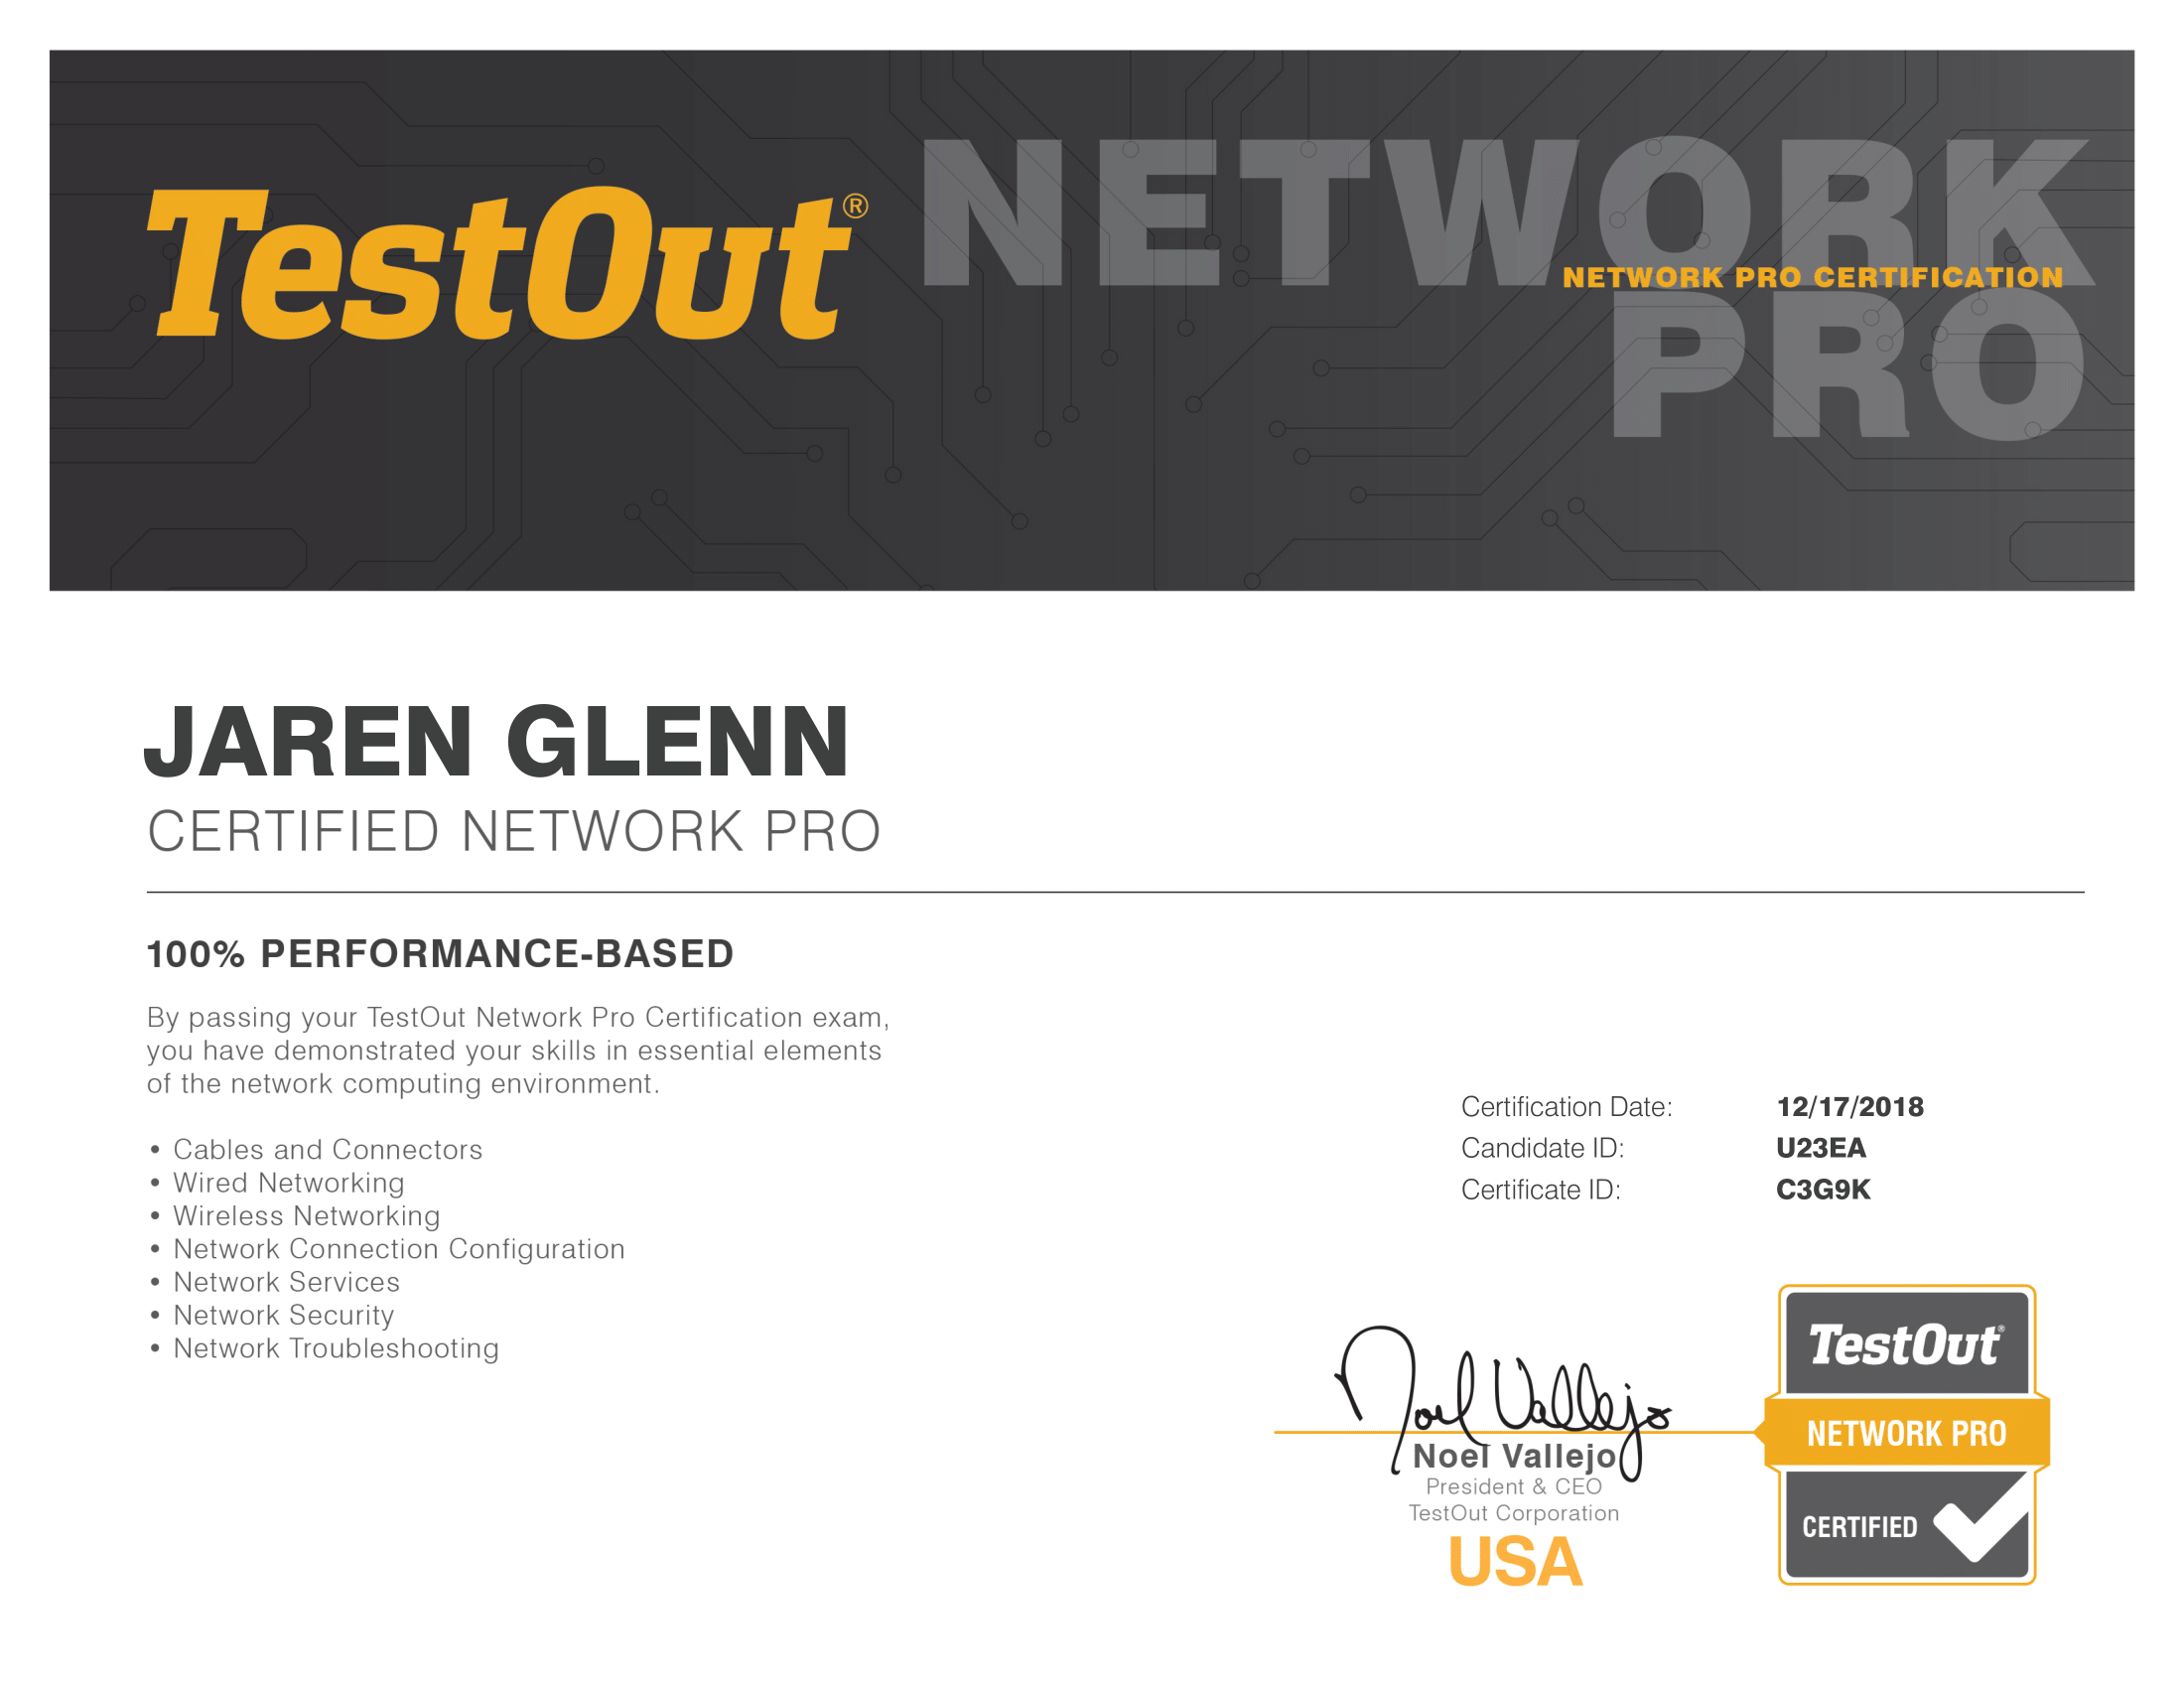 TestOut®
NETWORK
NETWORK PRO CERTIFICATION
PRO
JAREN GLENN
CERTIFIED NETWORK PRO
100% PERFORMANCE-BASED
By passing your TestOut Network Pro Certification exam,
you have demonstrated your skills in essential elements
of the network computing environment.
• Cables and Connectors
• Wired Networking
• Wireless Networking
• Network Connection Configuration
• Network Services
• Network Security
• Network Troubleshooting
Certification Date: 12/17/2018
Candidate ID: U23EA
Certificate ID: C3G9K
Noel Vallejo
Noel Vallejo
President & CEO
TestOut Corporation
USA
TestOut®
NETWORK PRO
CERTIFIED